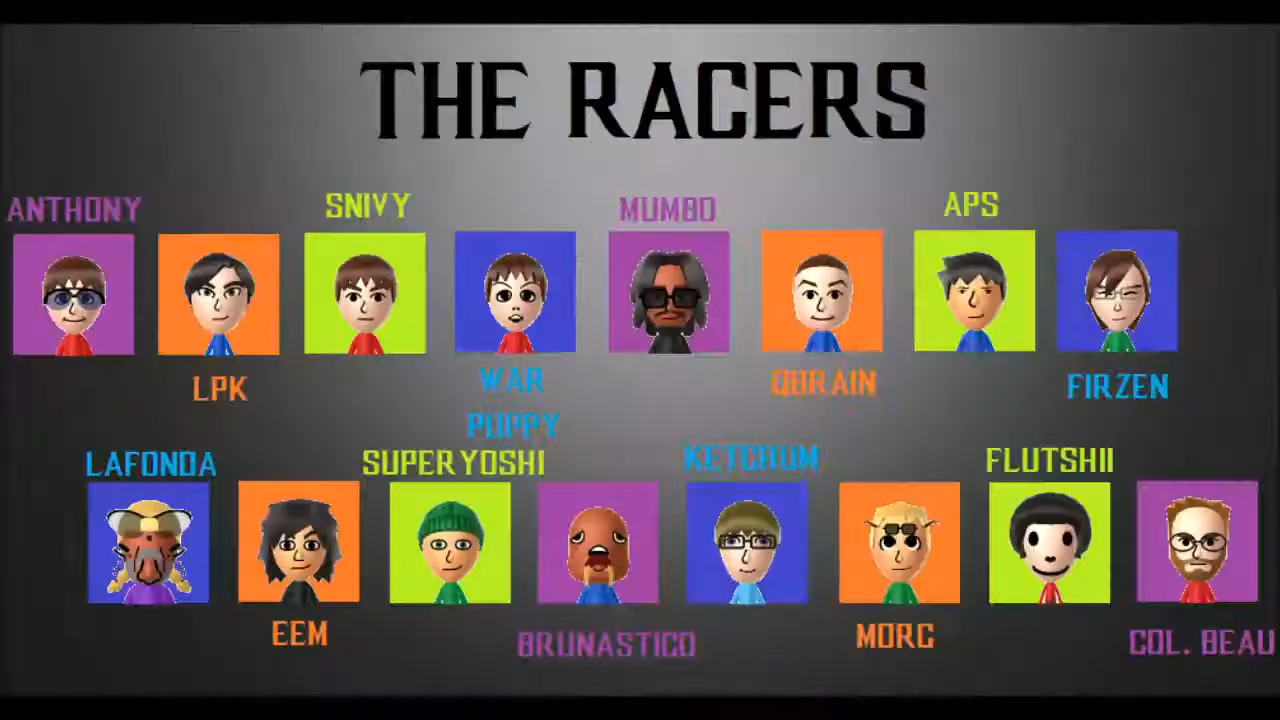 THE RACERS
ANTHONY
SNIVY
MUMBO
APS
LPK
WAR
PUPPY
QBRAIN
FIRZEN
LAFONDA
SUPERYOSHI
KETCHUM
FLUTSHII
EEM
BRUNASTICO
MORC
COL. BEAU